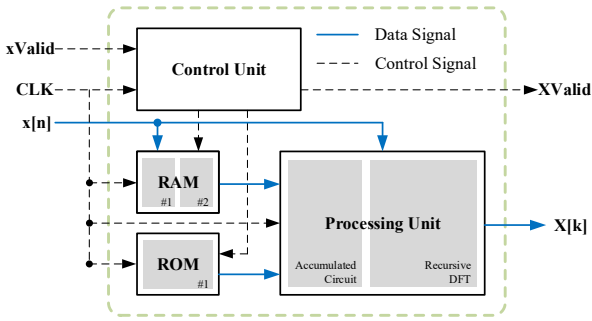 xValid
Control Unit
Data Signal
Control Signal
CLK
XValid
x[n]
RAM
#1
#2
Processing Unit
X[k]
ROM
#1
Accumulated
Circuit
Recursive
DFT